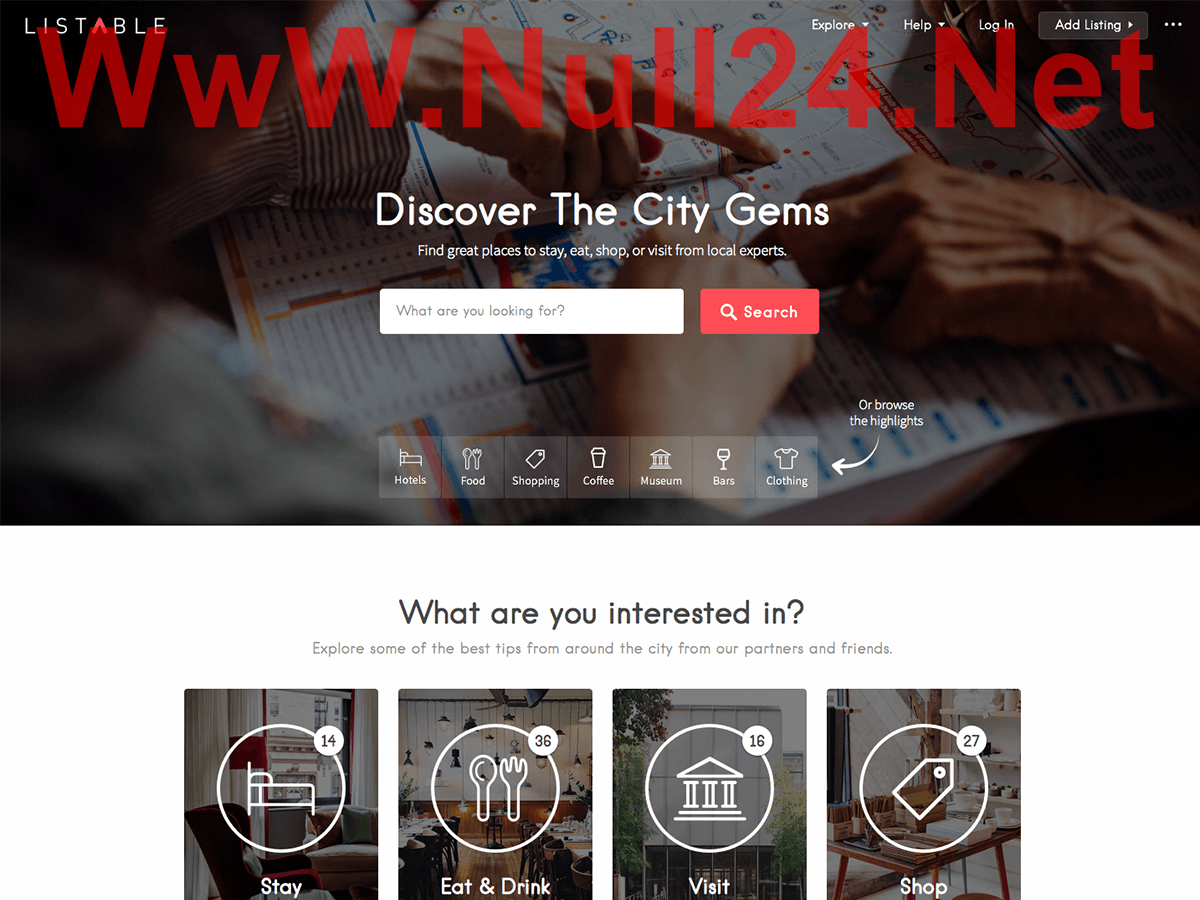 LISTABLE
Explore
Help
Log In
Add Listing
WwW.Null24.Net
Discover The City Gems
Find great places to stay, eat, shop, or visit from local experts.
What are you looking for?
Search
Or browse
the highlights
Hotels
Food
Shopping
Coffee
Museum
Bars
Clothing
What are you interested in?
Explore some of the best tips from around the city from our partners and friends.
14
36
16
27
Stay
Eat & Drink
Visit
Shop